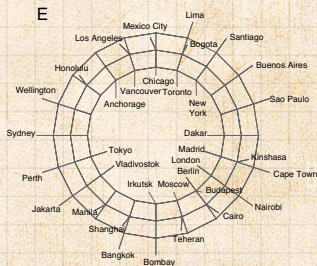 E
Lima
Mexico City
Los Angeles
Santiago
Bogota
Honolulu
Buenos Aires
Chicago
Wellington
Vancouver Toronto
Anchorage
New
York
Sao Paulo
Sydney
Dakar
Tokyo
Madrid
London
Kinshasa
Vladivostok
Berlin
Perth
Cape Town
Irkutsk
Moscow
Budapest
Jakarta
Manila
Nairobi
Cairo
Shanghai
Teheran
Bangkok
Bombay